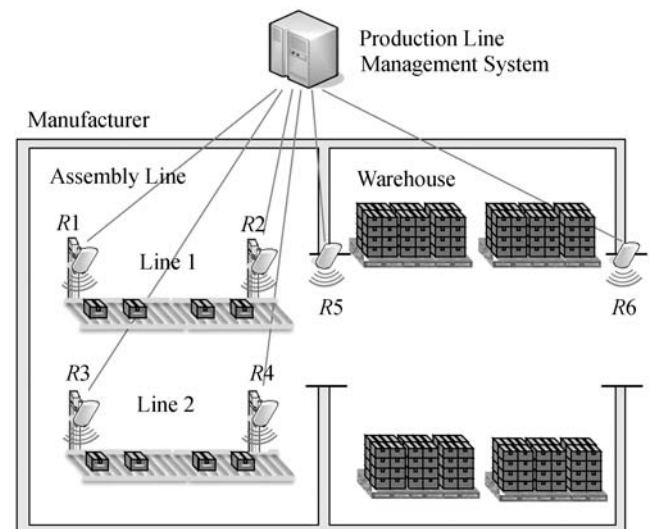 Production Line
Management System
Manufacturer
Assembly Line
Warehouse
R1
R2
Line 1
R5
R6
R3
R4
Line 2